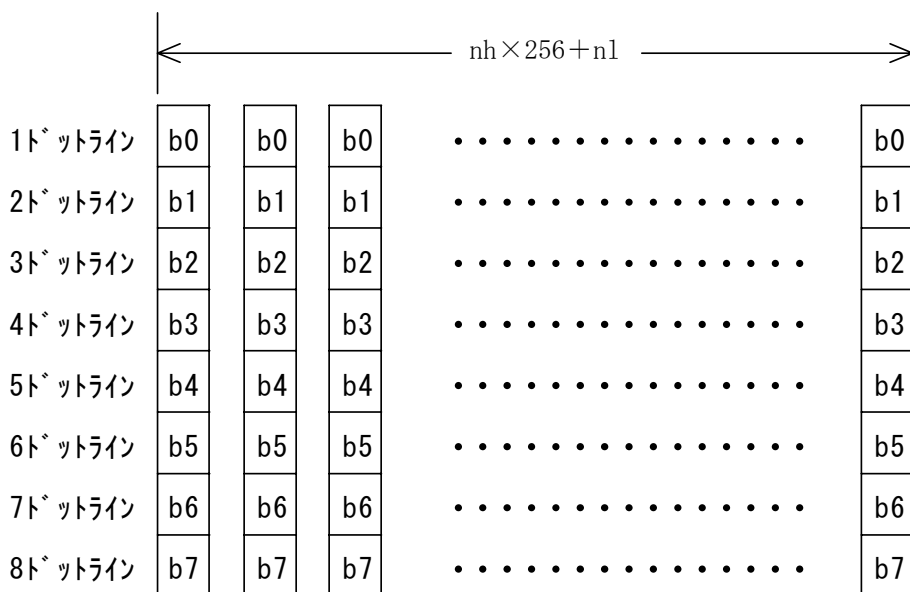 nh×256+nl
1ﾄﾞｯﾄﾗｲﾝ b0 b0 b0 ・・・・・・・・・・・・・・・ b0
2ﾄﾞｯﾄﾗｲﾝ b1 b1 b1 ・・・・・・・・・・・・・・・ b1
3ﾄﾞｯﾄﾗｲﾝ b2 b2 b2 ・・・・・・・・・・・・・・・ b2
4ﾄﾞｯﾄﾗｲﾝ b3 b3 b3 ・・・・・・・・・・・・・・・ b3
5ﾄﾞｯﾄﾗｲﾝ b4 b4 b4 ・・・・・・・・・・・・・・・ b4
6ﾄﾞｯﾄﾗｲﾝ b5 b5 b5 ・・・・・・・・・・・・・・・ b5
7ﾄﾞｯﾄﾗｲﾝ b6 b6 b6 ・・・・・・・・・・・・・・・ b6
8ﾄﾞｯﾄﾗｲﾝ b7 b7 b7 ・・・・・・・・・・・・・・・ b7